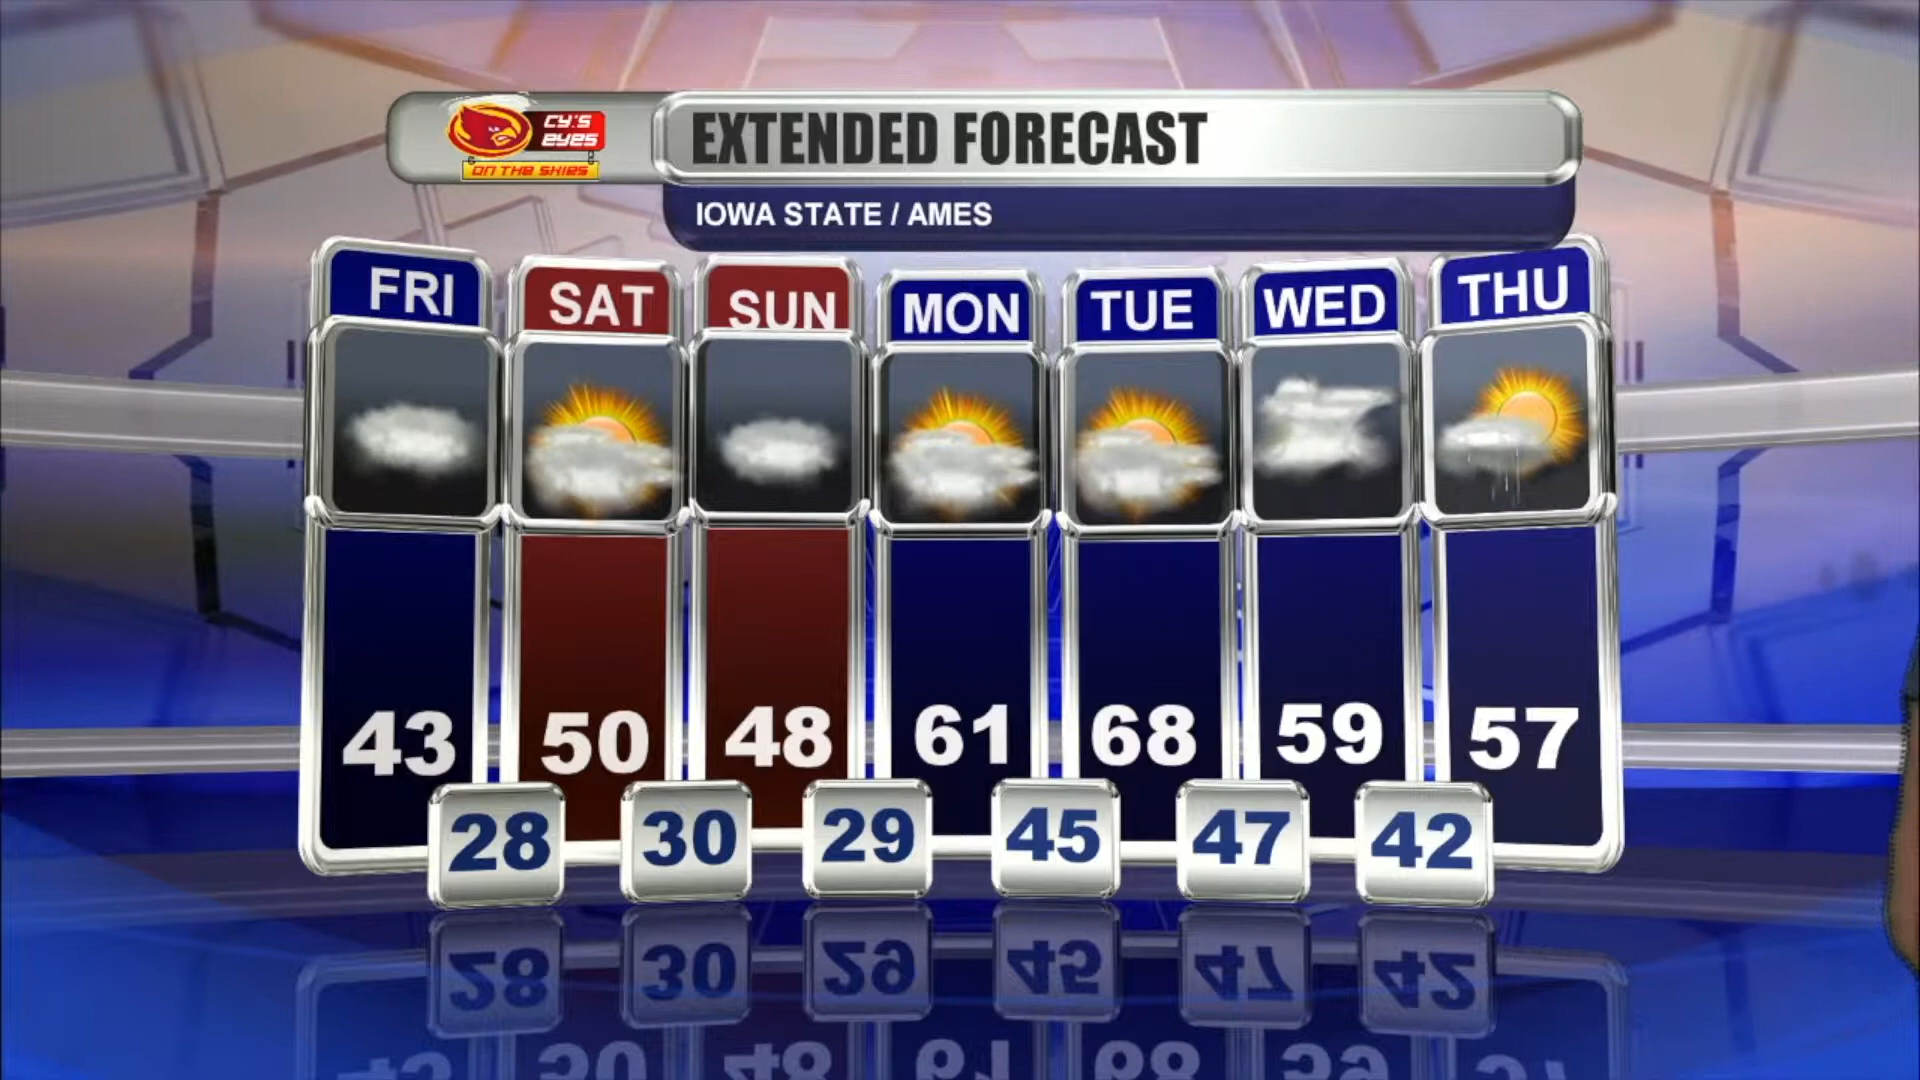 CY'S
EYES
ON THE SKIES
EXTENDED FORECAST
IOWA STATE / AMES
FRI SAT SUN MON TUE WED THU
43 50 48 61 68 59 57
28 30 29 45 47 42